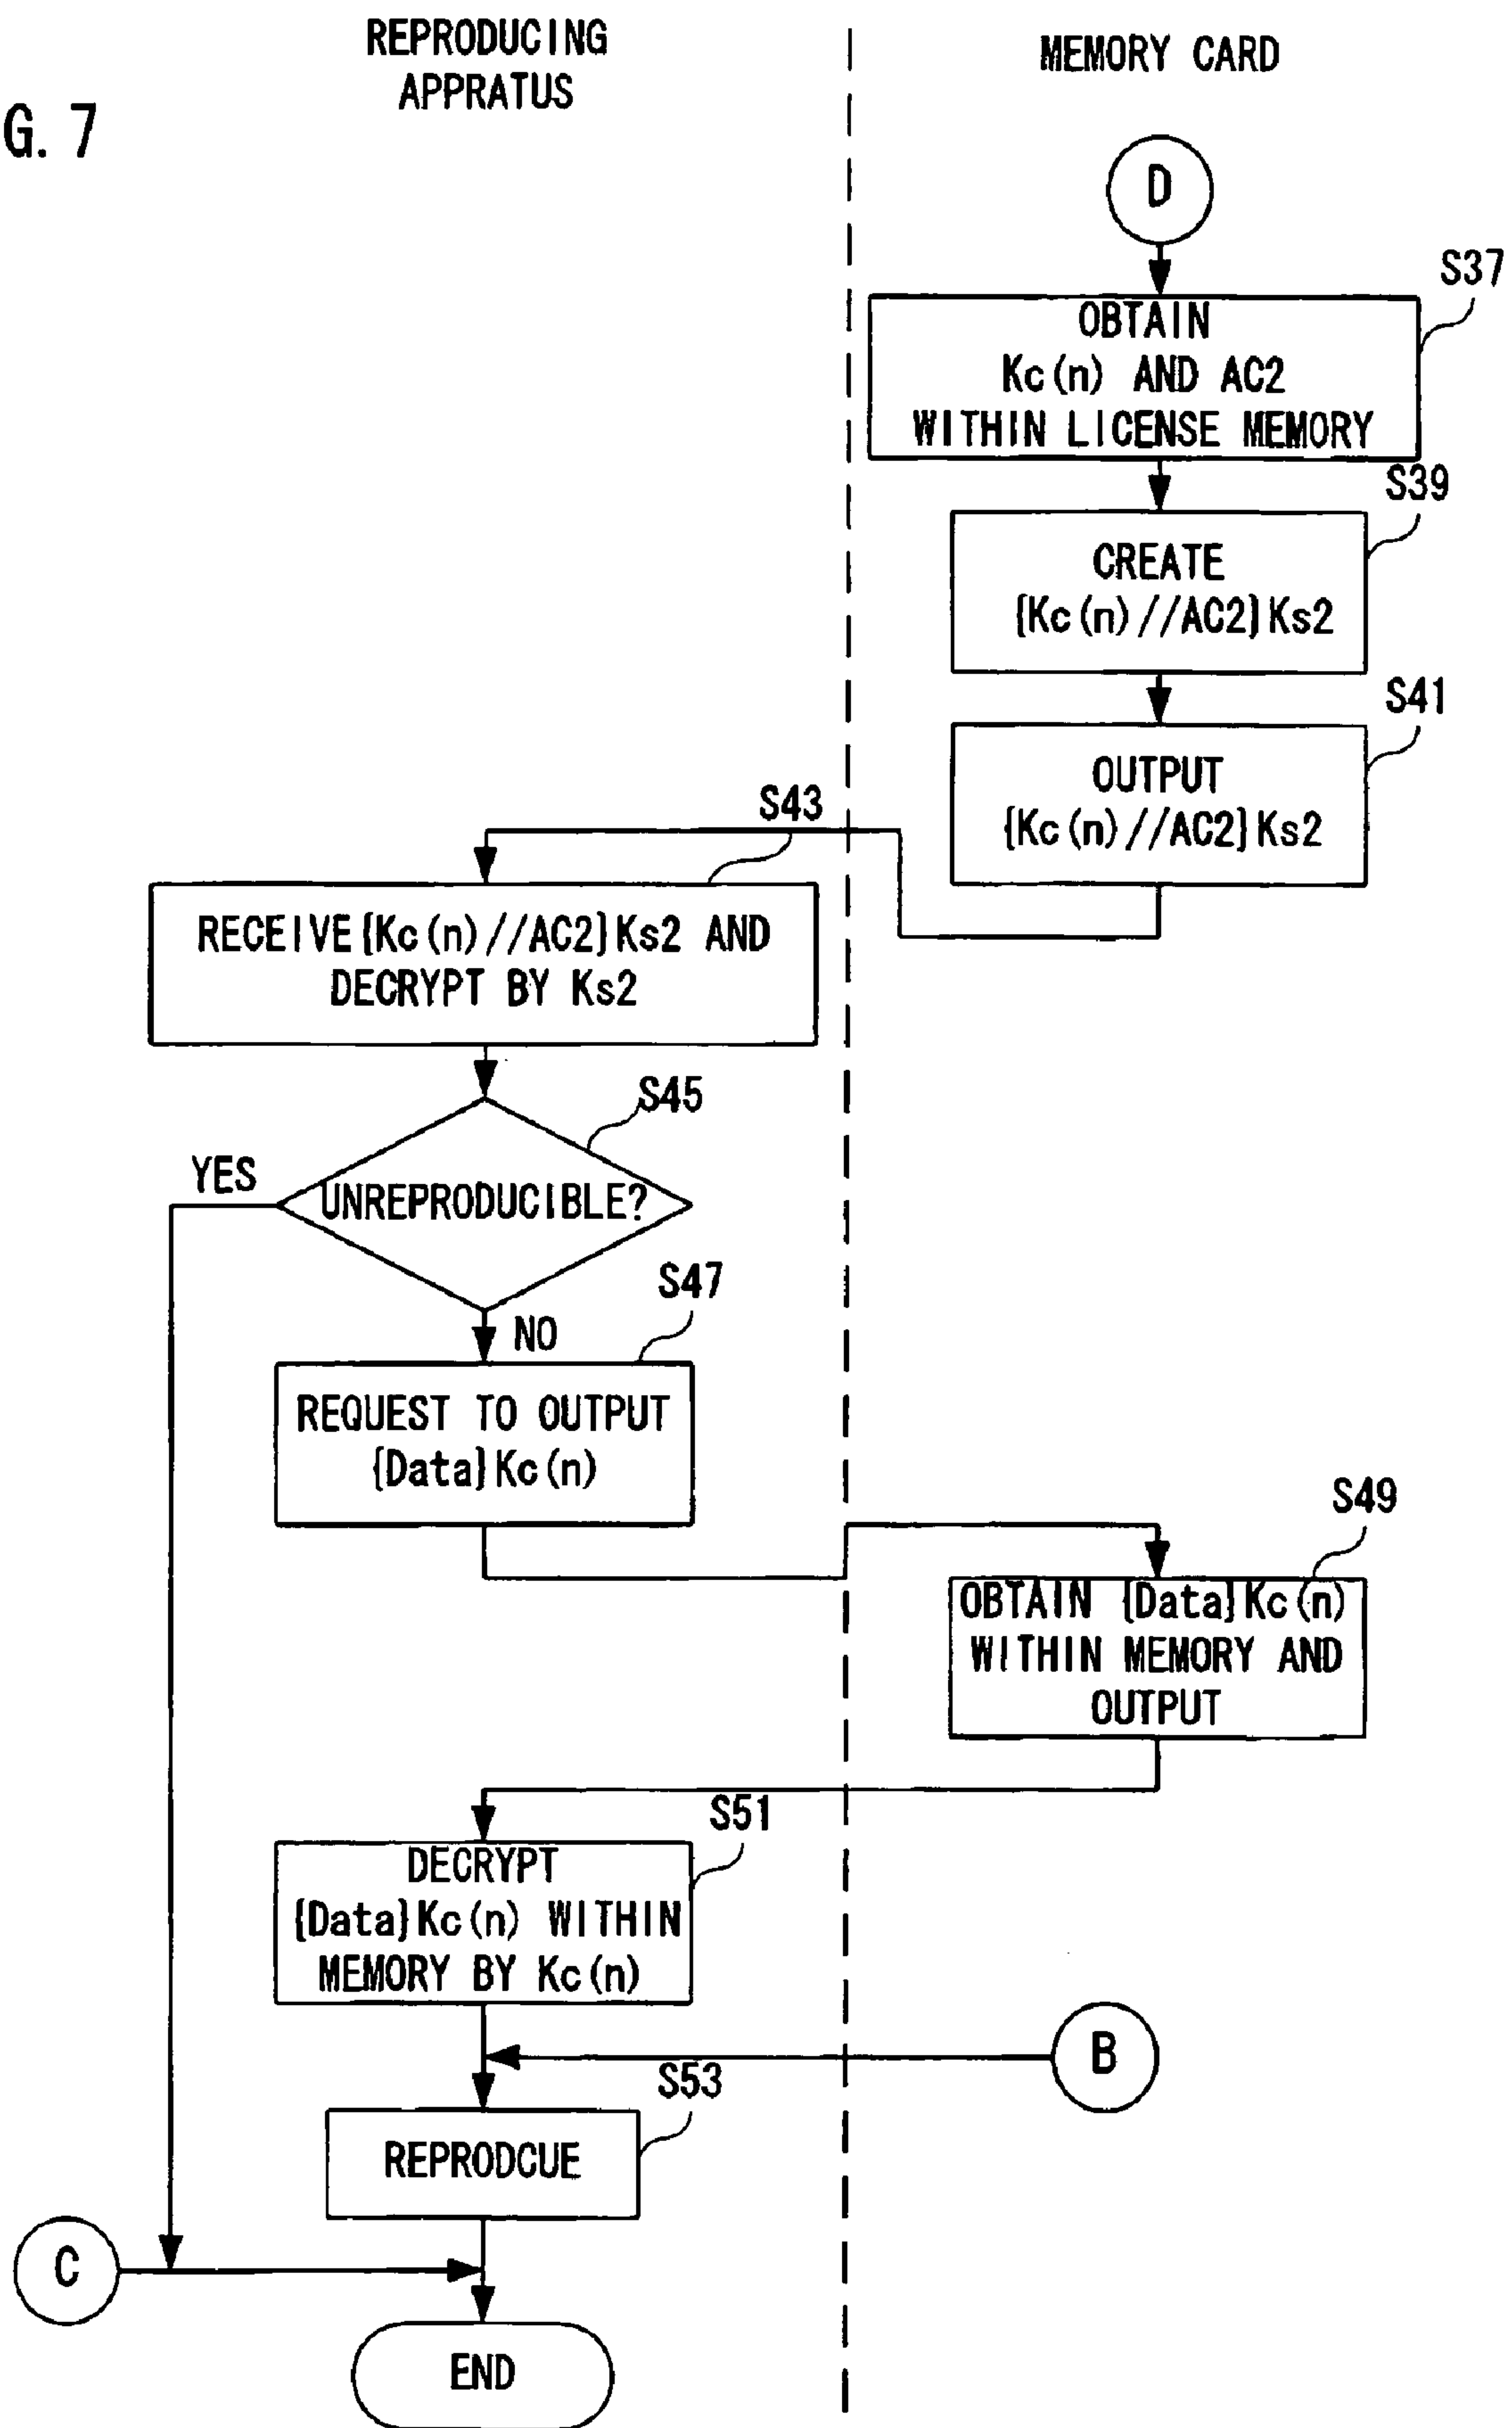 REPRODUCING
APPRATUS
MEMORY CARD
G. 7
D
S37
OBTAIN
Kc(n) AND AC2
WITHIN LICENSE MEMORY
S39
CREATE
{Kc(n)//AC2}Ks2
S41
OUTPUT
{Kc(n)//AC2}Ks2
S43
RECEIVE{Kc(n)//AC2}Ks2 AND
DECRYPT BY Ks2
S45
YES
UNREPRODUCIBLE?
S47
NO
REQUEST TO OUTPUT
{Data}Kc(n)
S49
OBTAIN {Data}Kc(n)
WITHIN MEMORY AND
OUTPUT
S51
DECRYPT
{Data}Kc(n) WITHIN
MEMORY BY Kc(n)
B
S53
REPRODCUE
C
END